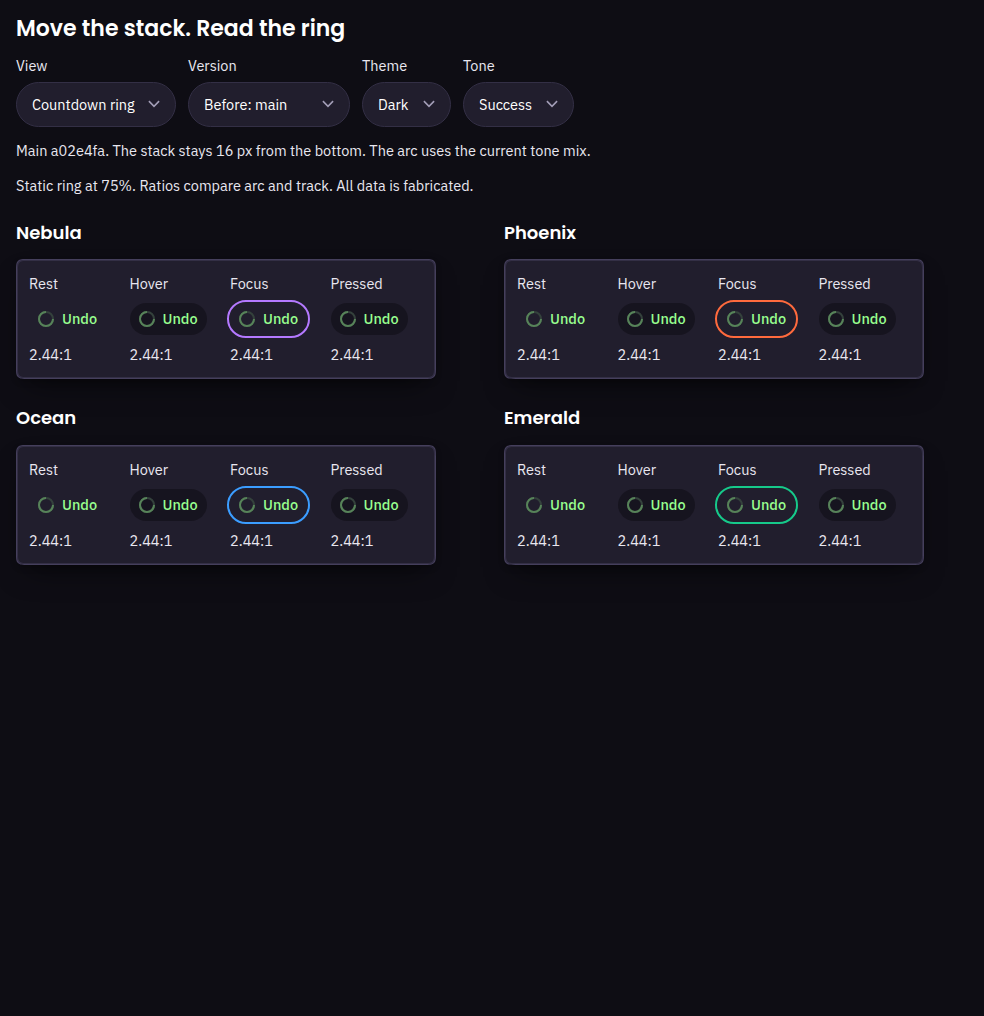 Move the stack. Read the ring
View Version Theme Tone
Countdown ring Before: main Dark Success
Main a02e4fa. The stack stays 16 px from the bottom. The arc uses the current tone mix.
Static ring at 75%. Ratios compare arc and track. All data is fabricated.
Nebula
Rest Hover Focus Pressed
Undo Undo Undo Undo
2.44:1 2.44:1 2.44:1 2.44:1
Phoenix
Rest Hover Focus Pressed
Undo Undo Undo Undo
2.44:1 2.44:1 2.44:1 2.44:1
Ocean
Rest Hover Focus Pressed
Undo Undo Undo Undo
2.44:1 2.44:1 2.44:1 2.44:1
Emerald
Rest Hover Focus Pressed
Undo Undo Undo Undo
2.44:1 2.44:1 2.44:1 2.44:1